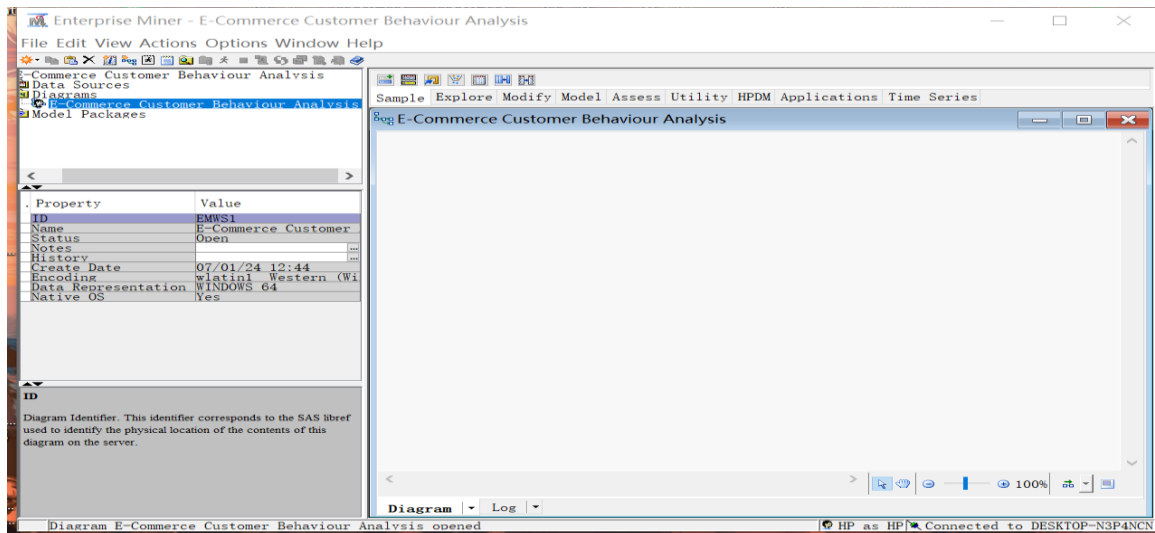 Enterprise Miner - E-Commerce Customer Behaviour Analysis
File Edit View Actions Options Window Help
E-Commerce Customer Behaviour Analysis
Data Sources
Diagrams
E-Commerce Customer Behaviour Analysis
Model Packages
. Property Value
ID EMWS1
Name E-Commerce Customer
Status Open
Notes ...
History ...
Create Date 07/01/24 12:44
Encoding wlatin1 Western (Wi
Data Representation WINDOWS_64
Native OS Yes
ID
Diagram Identifier. This identifier corresponds to the SAS libref
used to identify the physical location of the contents of this
diagram on the server.
Sample Explore Modify Model Assess Utility HPDM Applications Time Series
E-Commerce Customer Behaviour Analysis
100%
Diagram Log
Diagram E-Commerce Customer Behaviour Analysis opened
HP as HP Connected to DESKTOP-N3P4NCN